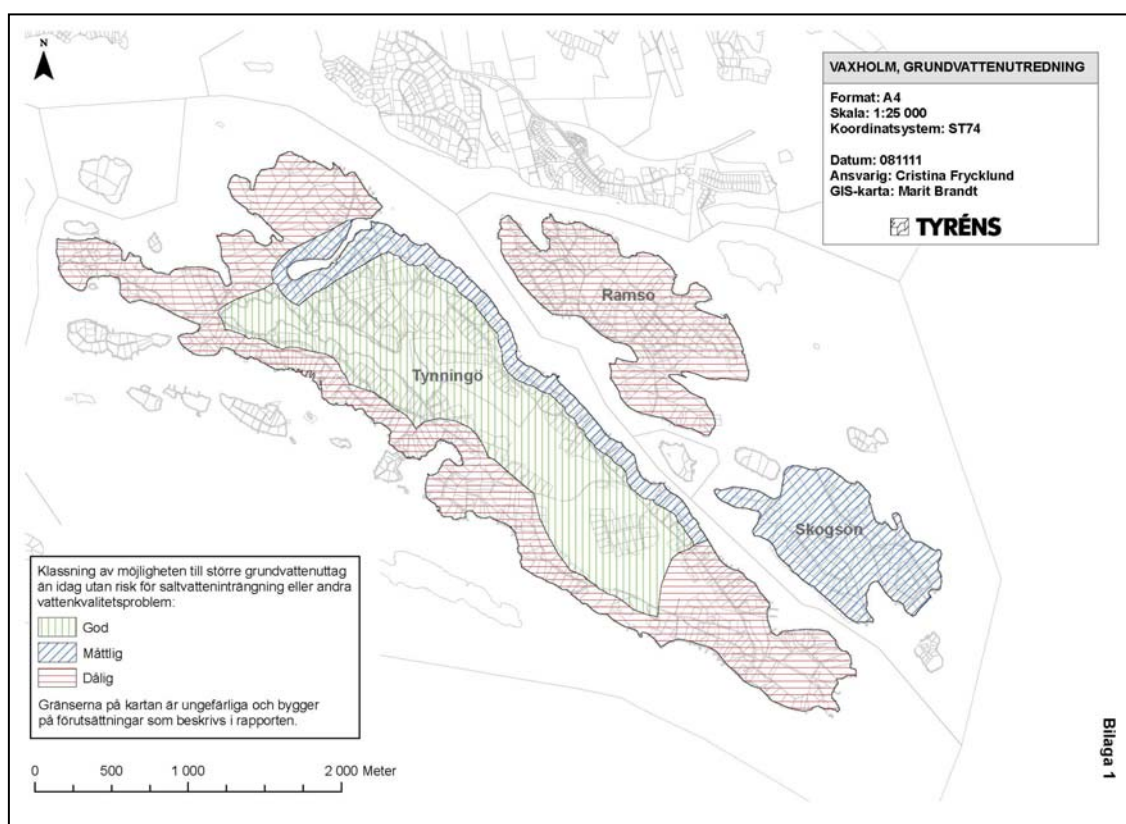 N
VAXHOLM, GRUNDVATTENUTREDNING
Format: A4
Skala: 1:25 000
Koordinatsystem: ST74
Datum: 081111
Ansvarig: Cristina Frycklund
GIS-karta: Marit Brandt
TYRÉNS
Ramsö
Tynningö
Skogsön
Klassning av möjligheten till större grundvattenuttag
än idag utan risk för saltvatteninträngning eller andra
vattenkvalitetsproblem:
God
Måttlig
Dålig
Gränserna på kartan är ungefärliga och bygger
på förutsättningar som beskrivs i rapporten.
0 500 1 000 2 000 Meter
Bilaga 1